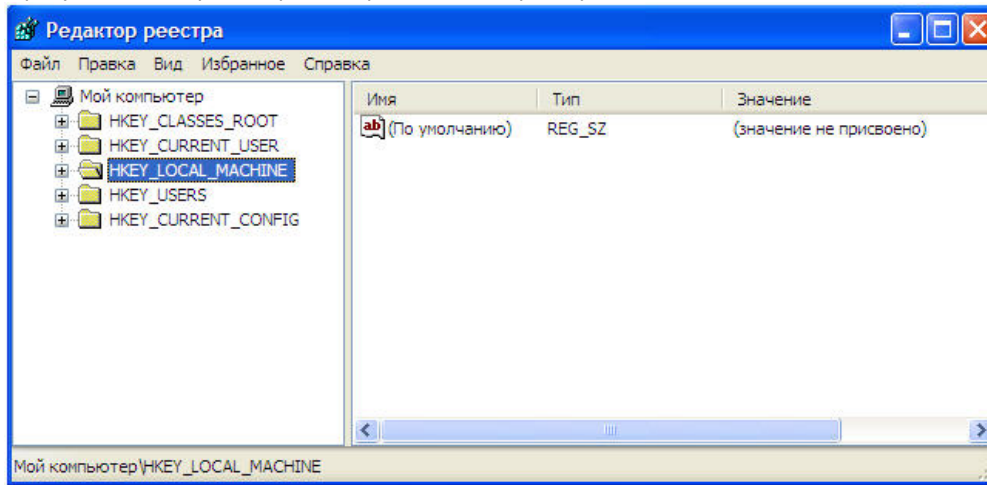 Редактор реестра
Файл Правка Вид Избранное Справка
Мой компьютер
HKEY_CLASSES_ROOT
HKEY_CURRENT_USER
HKEY_LOCAL_MACHINE
HKEY_USERS
HKEY_CURRENT_CONFIG
Имя Тип Значение
ab (По умолчанию) REG_SZ (значение не присвоено)
Мой компьютер\HKEY_LOCAL_MACHINE